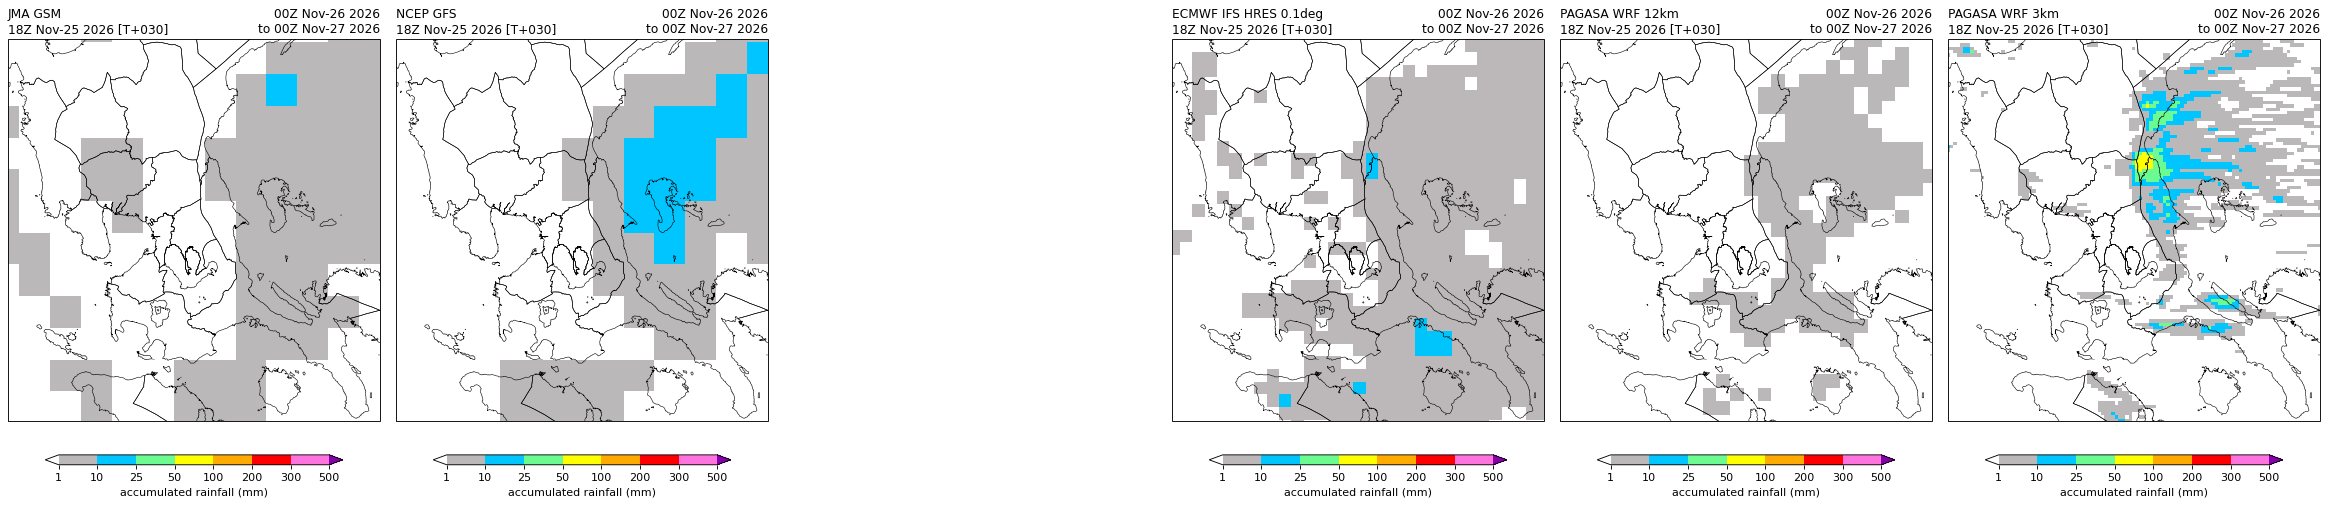 JMA GSM
18Z Nov-25 2026 [T+030]
00Z Nov-26 2026
to 00Z Nov-27 2026
NCEP GFS
18Z Nov-25 2026 [T+030]
00Z Nov-26 2026
to 00Z Nov-27 2026
ECMWF IFS HRES 0.1deg
18Z Nov-25 2026 [T+030]
00Z Nov-26 2026
to 00Z Nov-27 2026
PAGASA WRF 12km
18Z Nov-25 2026 [T+030]
00Z Nov-26 2026
to 00Z Nov-27 2026
PAGASA WRF 3km
18Z Nov-25 2026 [T+030]
00Z Nov-26 2026
to 00Z Nov-27 2026
1 10 25 50 100 200 300 500
accumulated rainfall (mm)
1 10 25 50 100 200 300 500
accumulated rainfall (mm)
1 10 25 50 100 200 300 500
accumulated rainfall (mm)
1 10 25 50 100 200 300 500
accumulated rainfall (mm)
1 10 25 50 100 200 300 500
accumulated rainfall (mm)